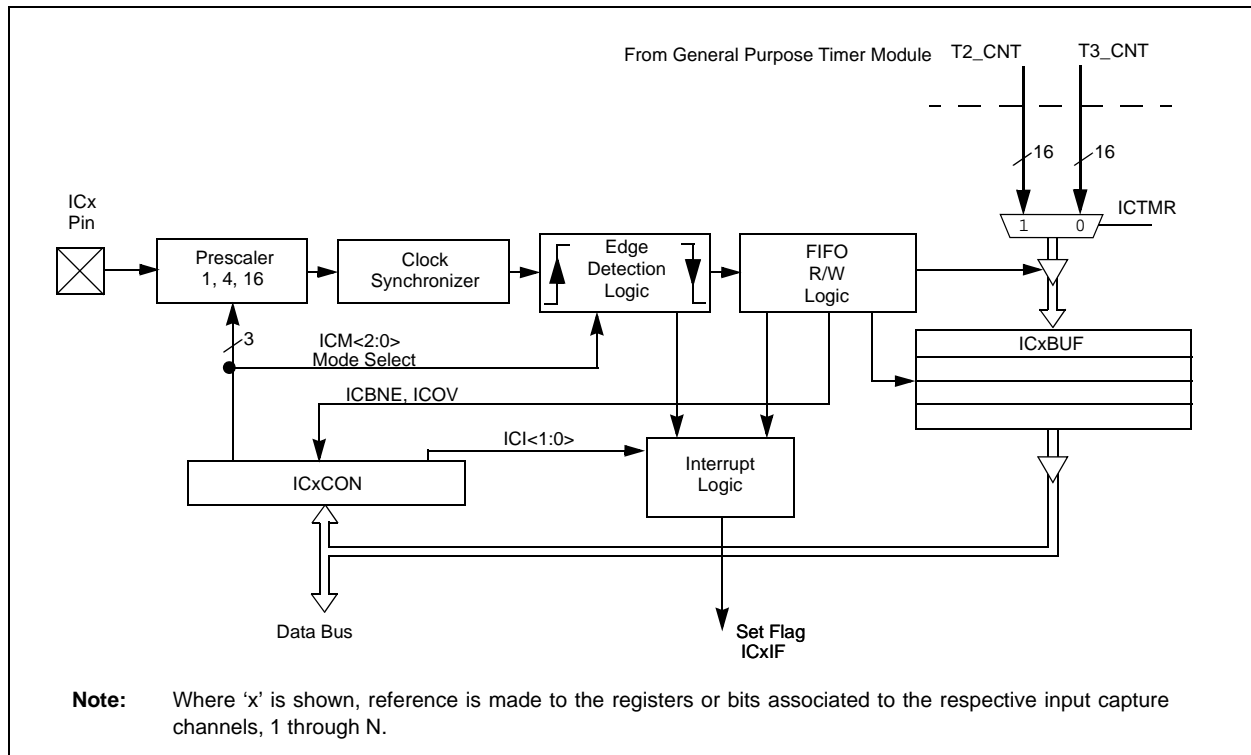 From General Purpose Timer Module
T2_CNT
T3_CNT
16
16
ICx
Pin
1
0
ICTMR
Prescaler
1, 4, 16
Clock
Synchronizer
Edge
Detection
Logic
FIFO
R/W
Logic
3
ICM<2:0>
Mode Select
ICxBUF
ICBNE, ICOV
ICI<1:0>
Interrupt
Logic
ICxCON
Data Bus
Set Flag
ICxIF
Note: Where ‘x’ is shown, reference is made to the registers or bits associated to the respective input capture
channels, 1 through N.